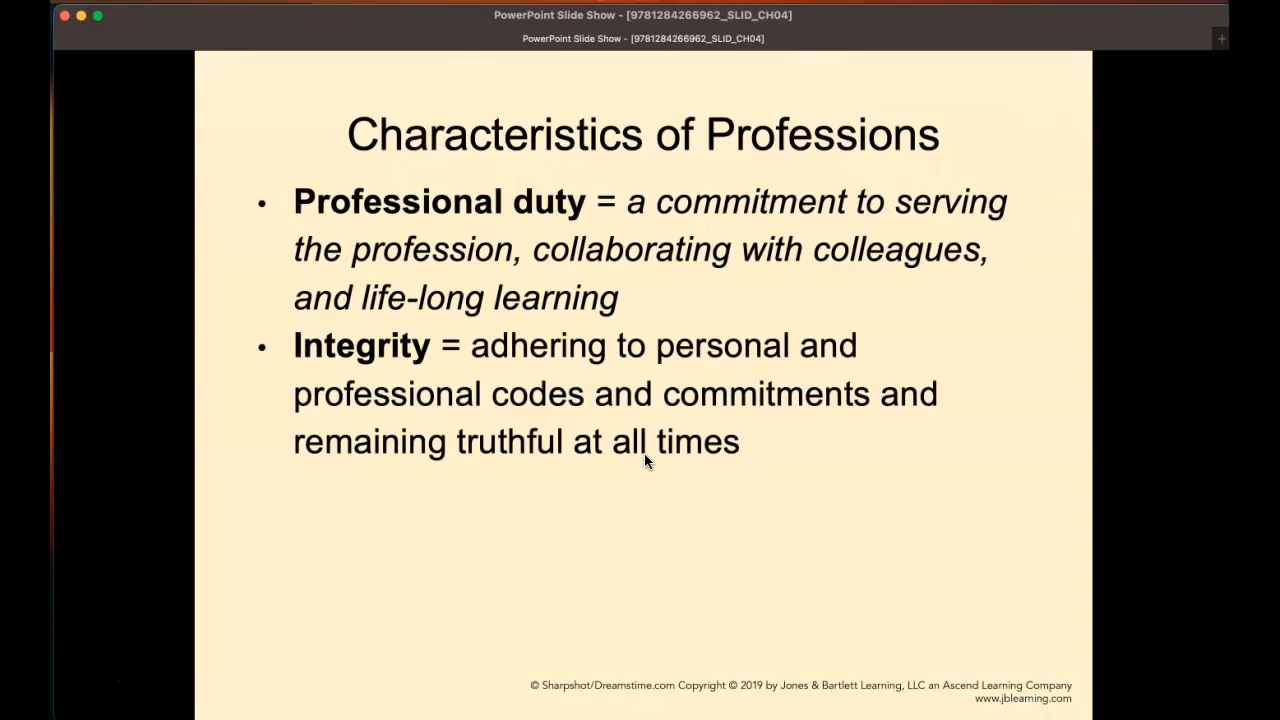 PowerPoint Slide Show - [9781284266962_SLID_CH04]
PowerPoint Slide Show - [9781284266962_SLID_CH04]
Characteristics of Professions
• Professional duty = a commitment to serving
the profession, collaborating with colleagues,
and life-long learning
• Integrity = adhering to personal and
professional codes and commitments and
remaining truthful at all times
© Sharpshot/Dreamstime.com Copyright © 2019 by Jones & Bartlett Learning, LLC an Ascend Learning Company
www.jblearning.com